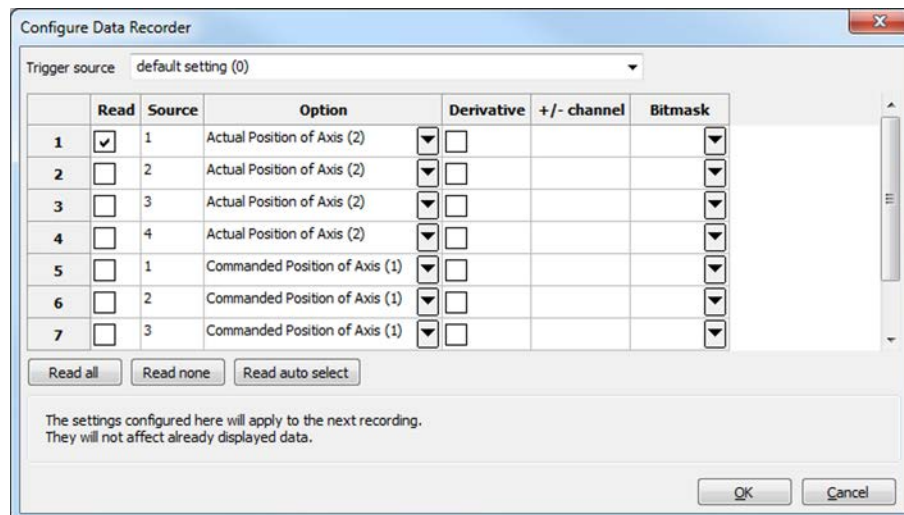 Configure Data Recorder
Trigger source default setting (0)
Read Source Option Derivative +/- channel Bitmask
1 1 Actual Position of Axis (2)
2 2 Actual Position of Axis (2)
3 3 Actual Position of Axis (2)
4 4 Actual Position of Axis (2)
5 1 Commanded Position of Axis (1)
6 2 Commanded Position of Axis (1)
7 3 Commanded Position of Axis (1)
Read all Read none Read auto select
The settings configured here will apply to the next recording.
They will not affect already displayed data.
OK Cancel